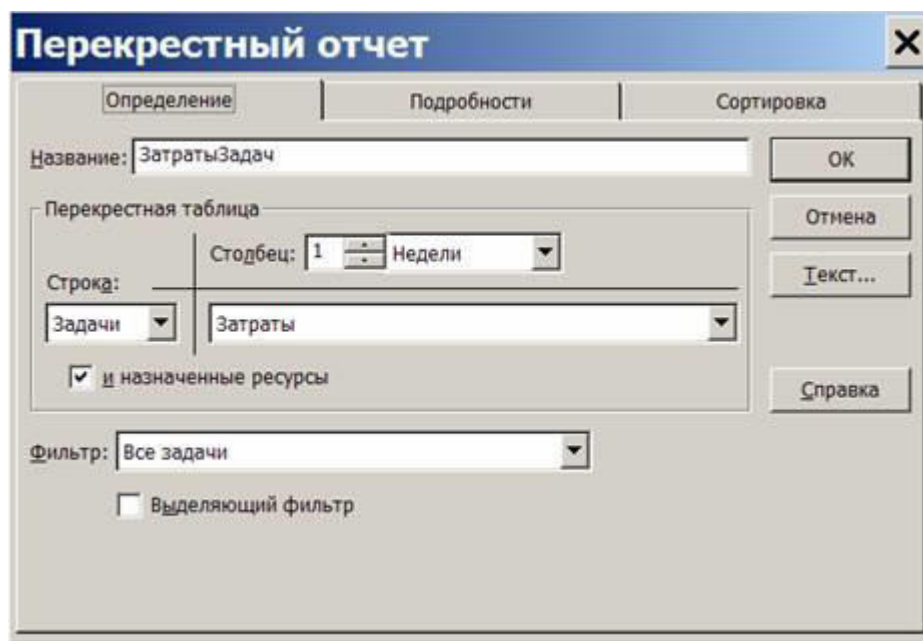 Перекрестный отчет
Определение Подробности Сортировка
Название: ЗатратыЗадач OK
Перекрестная таблица
Отмена
Столбец: 1 Недели
Строка: Текст...
Задачи Затраты
и назначенные ресурсы
Справка
Фильтр: Все задачи
Выделяющий фильтр